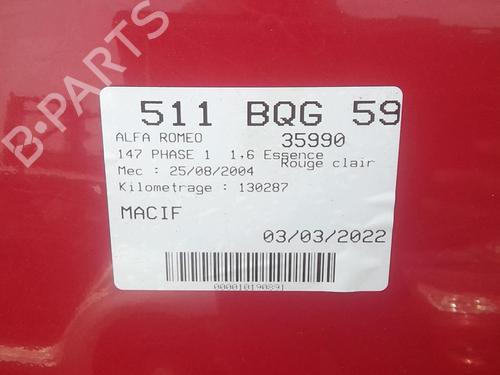 511 BQG 59
ALFA ROMEO 35990
147 PHASE 1 1,6 Essence
Rouge clair
Mec : 25/08/2004
Kilometrage : 130287
MACIF
03/03/2022
000010190891
B-PARTS